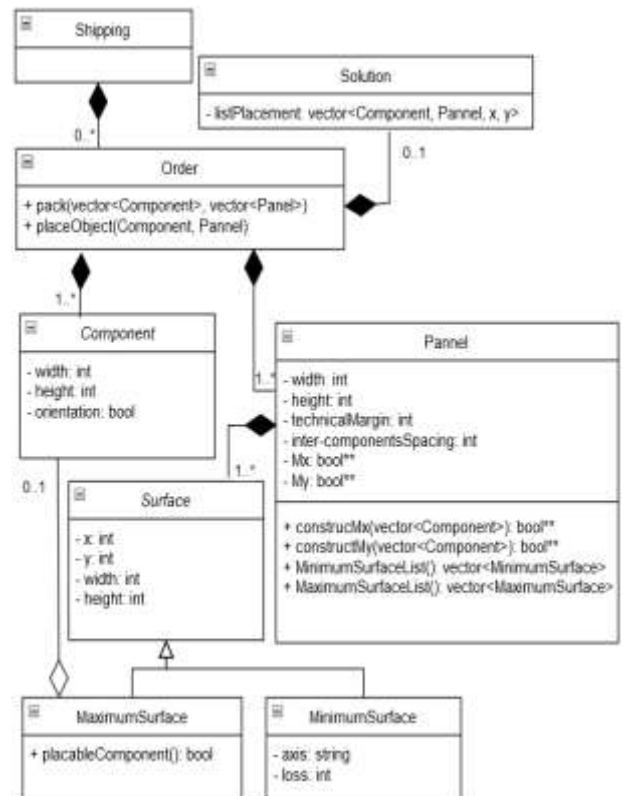 Shipping
Solution
- listPlacement: vector<Component, Pannel, x, y>
0..*
0..1
Order
+ pack(vector<Component>, vector<Panel>)
+ placeObject(Component, Pannel)
1..*
Component
- width: int
- height: int
- orientation: bool
Pannel
1..*
- width: int
- height: int
- technicalMargin: int
- inter-componentsSpacing: int
- Mx: bool**
- My: bool**
1..*
0..1
Surface
- x: int
- y: int
- width: int
- height: int
+ construcMx(vector<Component>): bool**
+ constructMy(vector<Component>): bool**
+ MinimumSurfaceList(): vector<MinimumSurface>
+ MaximumSurfaceList(): vector<MaximumSurface>
MaximumSurface
+ placableComponent(): bool
MinimumSurface
- axis: string
- loss: int